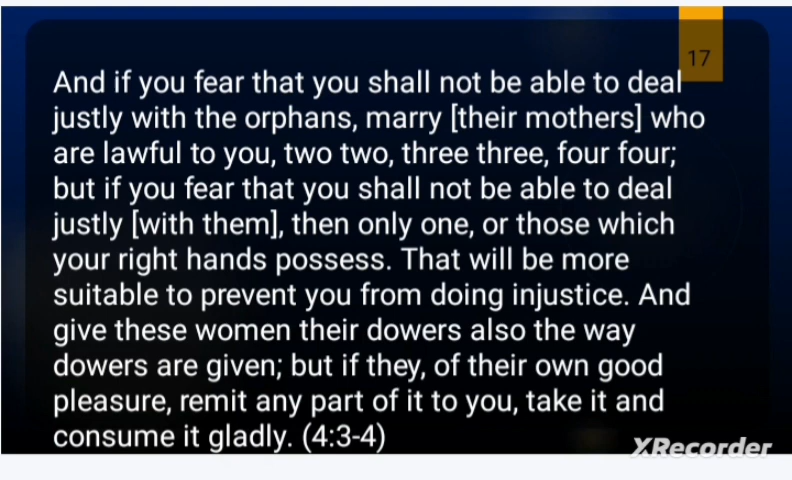 17
And if you fear that you shall not be able to deal
justly with the orphans, marry [their mothers] who
are lawful to you, two two, three three, four four;
but if you fear that you shall not be able to deal
justly [with them], then only one, or those which
your right hands possess. That will be more
suitable to prevent you from doing injustice. And
give these women their dowers also the way
dowers are given; but if they, of their own good
pleasure, remit any part of it to you, take it and
consume it gladly. (4:3-4)
XRecorder